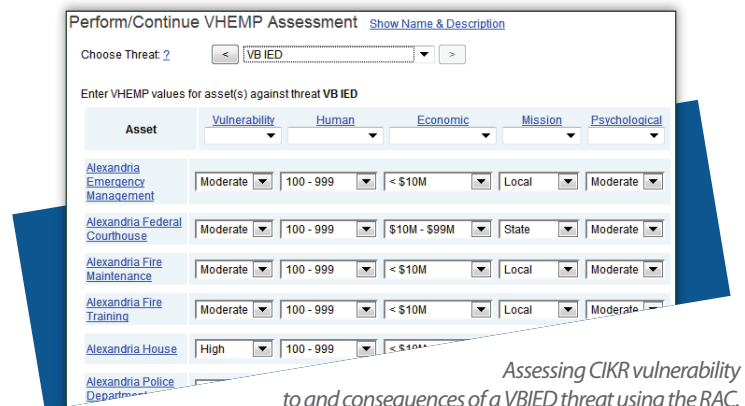 Perform/Continue VHEMP Assessment Show Name & Description
Choose Threat: ? < VB IED >
Enter VHEMP values for asset(s) against threat VB IED
Asset Vulnerability Human Economic Mission Psychological
Alexandria
Emergency
Management
Moderate 100 - 999 < $10M Local Moderate
Alexandria Federal
Courthouse
Moderate 100 - 999 $10M - $99M State Moderate
Alexandria Fire
Maintenance
Moderate 100 - 999 < $10M Local Moderate
Alexandria Fire
Training
Moderate 100 - 999 < $10M Local Moderate
Alexandria House High 100 - 999
Alexandria Police
Assessing CIKR vulnerability
to and consequences of a VBIED threat using the RAC.